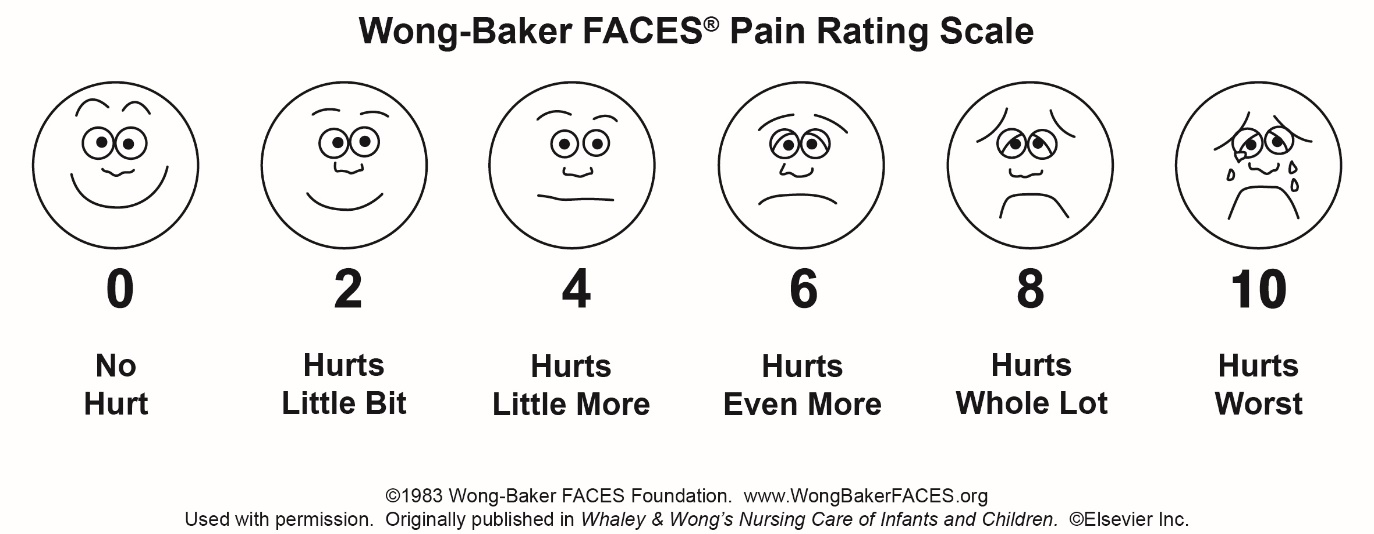 Wong-Baker FACES® Pain Rating Scale
0 2 4 6 8 10
No Hurts Hurts Hurts Hurts Hurts
Hurt Little Bit Little More Even More Whole Lot Worst
©1983 Wong-Baker FACES Foundation. www.WongBakerFACES.org
Used with permission. Originally published in Whaley & Wong's Nursing Care of Infants and Children. ©Elsevier Inc.